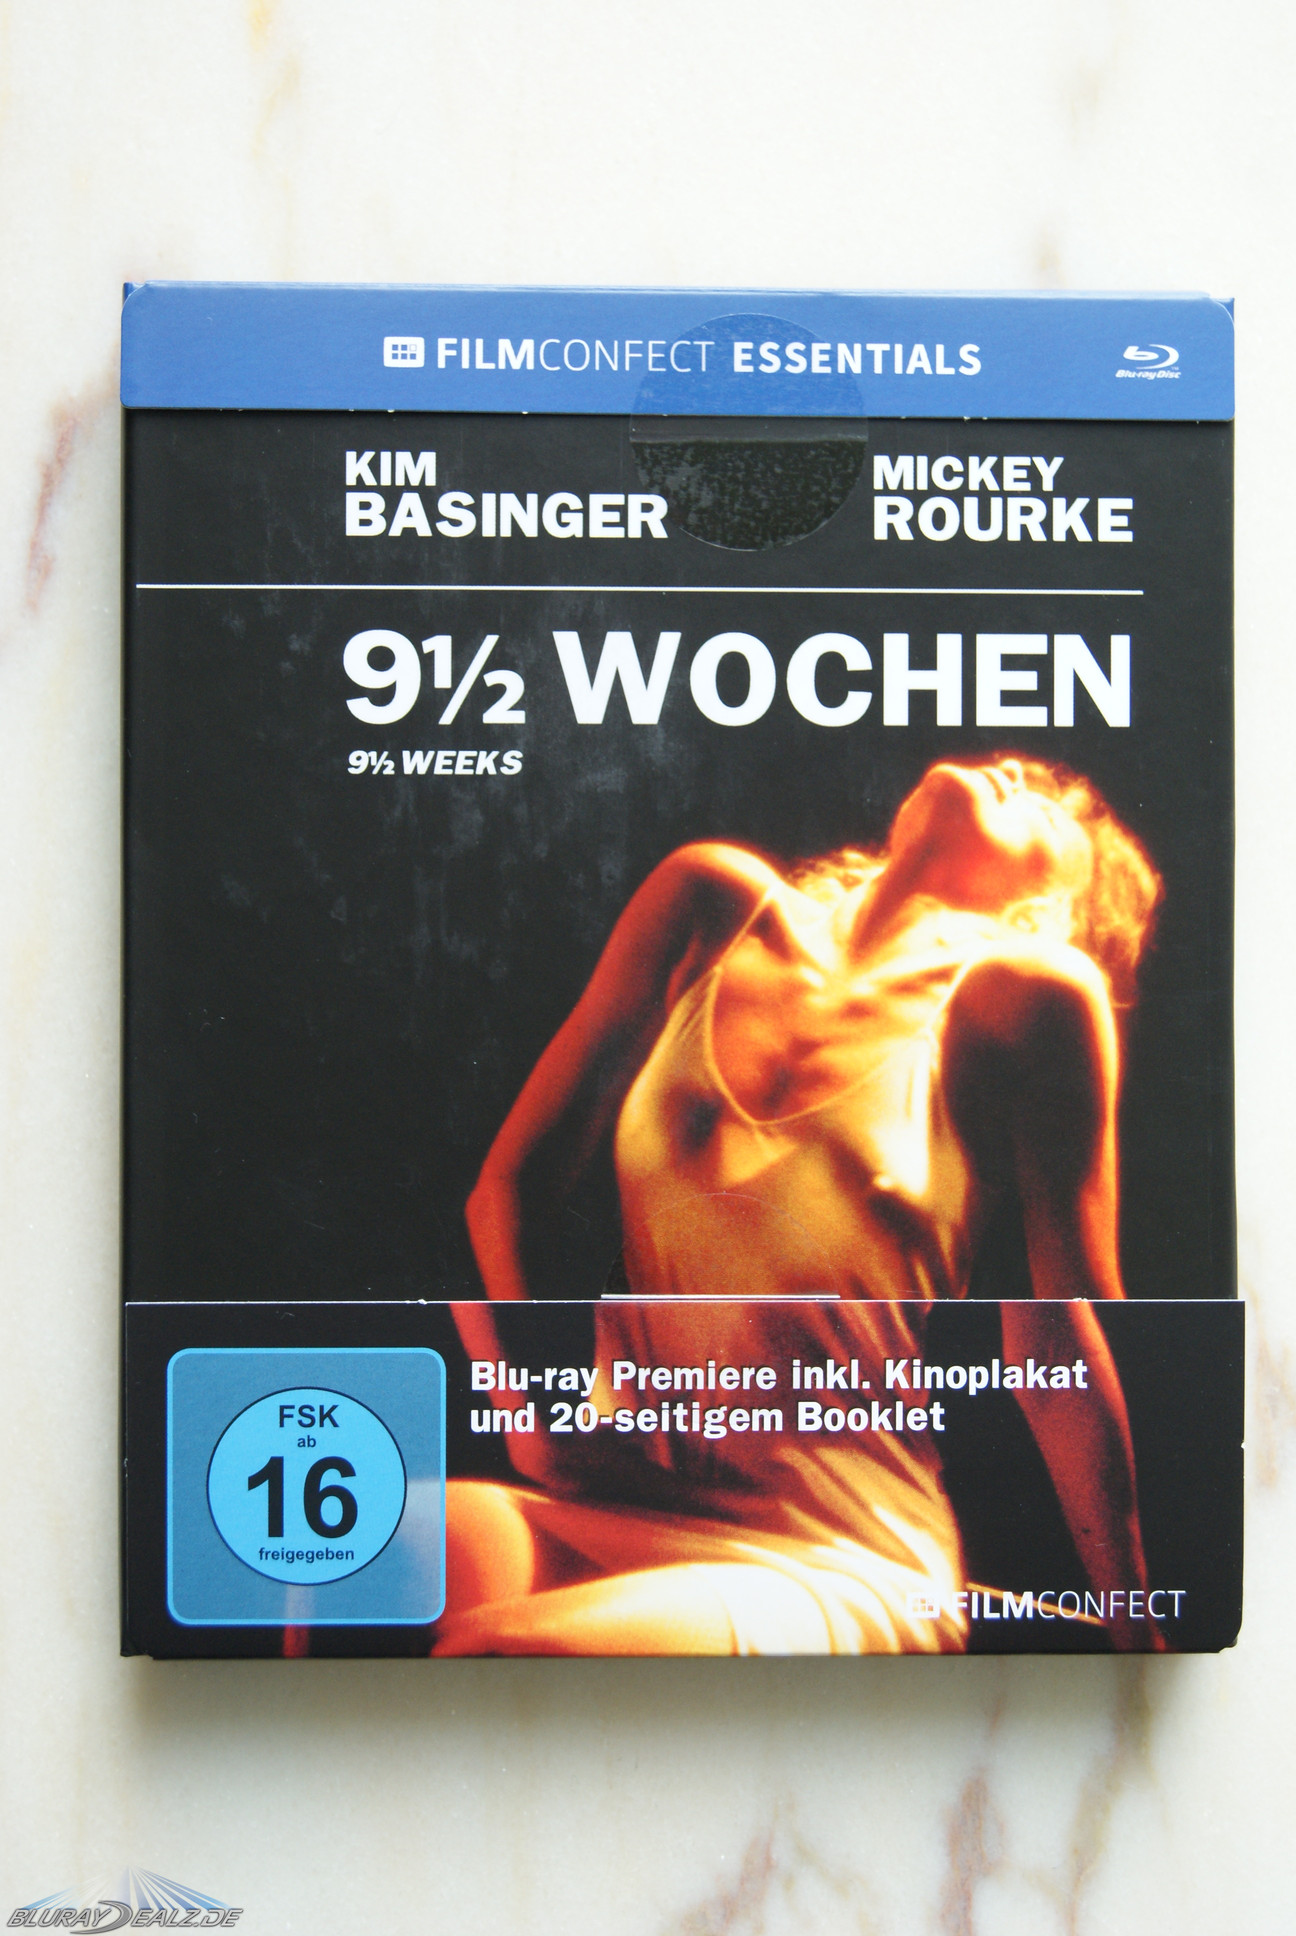 FILMCONFECT ESSENTIALS
Blu-ray Disc
KIM
BASINGER
MICKEY
ROURKE
9½ WOCHEN
9½ WEEKS
Blu-ray Premiere inkl. Kinoplakat
und 20-seitigem Booklet
FSK
ab
16
freigegeben
FILMCONFECT
BLURAYDEALZ.DE